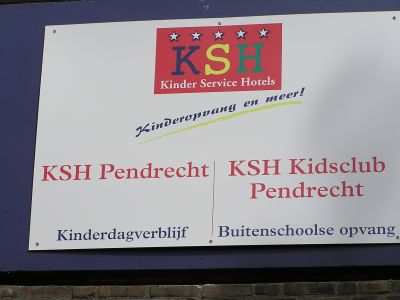 KSH
Kinder Service Hotels
Kinderopvang en meer!
KSH Pendrecht
Kinderdagverblijf
KSH Kidsclub
Pendrecht
Buitenschoolse opvang